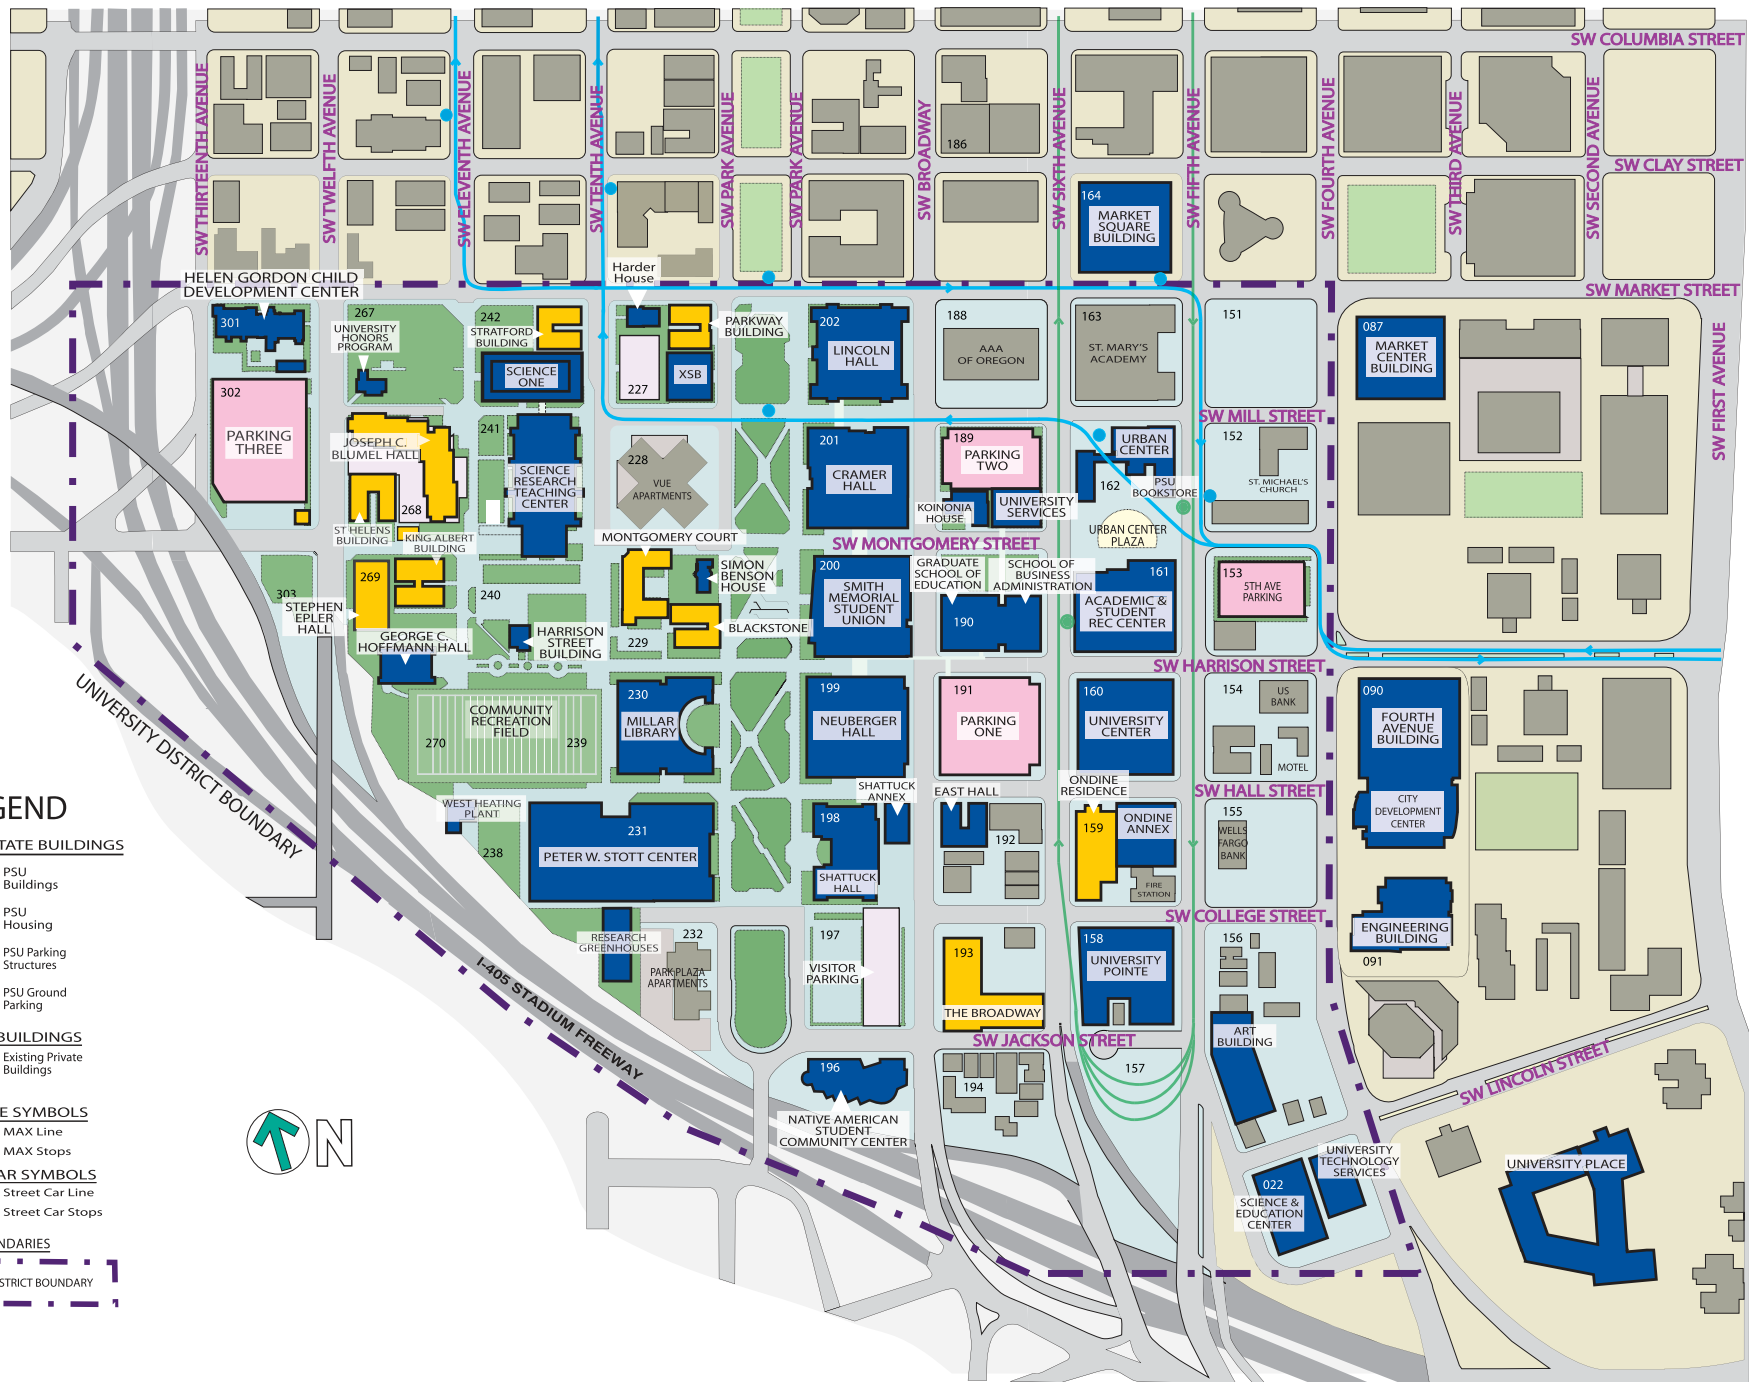 SW COLUMBIA STREET
SW THIRTEENTH AVENUE
SW TWELFTH AVENUE
SW ELEVENTH AVENUE
SW TENTH AVENUE
SW PARK AVENUE
SW PARK AVENUE
SW BROADWAY
SW SIXTH AVENUE
SW FIFTH AVENUE
SW FOURTH AVENUE
SW THIRD AVENUE
SW SECOND AVENUE
186
SW CLAY STREET
164
MARKET
SQUARE
BUILDING
Harder
House
HELEN GORDON CHILD
DEVELOPMENT CENTER
SW MARKET STREET
301
267
UNIVERSITY
HONORS
PROGRAM
242
STRATFORD
BUILDING
PARKWAY
BUILDING
202
LINCOLN
HALL
188
AAA
OF OREGON
163
ST. MARY'S
ACADEMY
151
087
MARKET
CENTER
BUILDING
SW FIRST AVENUE
302
PARKING
THREE
SCIENCE
ONE
227
XSB
SW MILL STREET
JOSEPH C.
BLUMEL HALL
241
SCIENCE
RESEARCH
TEACHING
CENTER
228
VUE
APARTMENTS
201
CRAMER
HALL
189
PARKING
TWO
URBAN
CENTER
152
ST. MICHAEL'S
CHURCH
162
PSU
BOOKSTORE
KOINONIA
HOUSE
UNIVERSITY
SERVICES
URBAN CENTER
PLAZA
268
ST HELENS
BUILDING
KING ALBERT
BUILDING
MONTGOMERY COURT
SW MONTGOMERY STREET
303
269
240
SIMON
BENSON
HOUSE
200
SMITH
MEMORIAL
STUDENT
UNION
GRADUATE
SCHOOL OF
EDUCATION
SCHOOL OF
BUSINESS
ADMINISTRATION
190
161
ACADEMIC &
STUDENT
REC CENTER
153
5TH AVE
PARKING
STEPHEN
EPLER
HALL
GEORGE C.
HOFFMANN HALL
HARRISON
STREET
BUILDING
229
BLACKSTONE
SW HARRISON STREET
UNIVERSITY DISTRICT BOUNDARY
COMMUNITY
RECREATION
FIELD
270
239
230
MILLAR
LIBRARY
199
NEUBERGER
HALL
191
PARKING
ONE
160
UNIVERSITY
CENTER
154
US
BANK
MOTEL
090
FOURTH
AVENUE
BUILDING
CITY
DEVELOPMENT
CENTER
SHATTUCK
ANNEX
EAST HALL
ONDINE
RESIDENCE
SW HALL STREET
WEST HEATING
PLANT
238
231
PETER W. STOTT CENTER
198
SHATTUCK
HALL
192
159
ONDINE
ANNEX
FIRE
STATION
155
WELLS
FARGO
BANK
SW COLLEGE STREET
ENGINEERING
BUILDING
091
RESEARCH
GREENHOUSES
232
PARK PLAZA
APARTMENTS
197
VISITOR
PARKING
193
THE BROADWAY
158
UNIVERSITY
POINTE
156
ART
BUILDING
I-405 STADIUM FREEWAY
SW JACKSON STREET
157
196
NATIVE AMERICAN
STUDENT
COMMUNITY CENTER
194
SW LINCOLN STREET
UNIVERSITY
TECHNOLOGY
SERVICES
022
SCIENCE &
EDUCATION
CENTER
UNIVERSITY PLACE
N
GEND
TATE BUILDINGS
PSU
Buildings
PSU
Housing
PSU Parking
Structures
PSU Ground
Parking
BUILDINGS
Existing Private
Buildings
E SYMBOLS
MAX Line
MAX Stops
AR SYMBOLS
Street Car Line
Street Car Stops
NDARIES
STRICT BOUNDARY